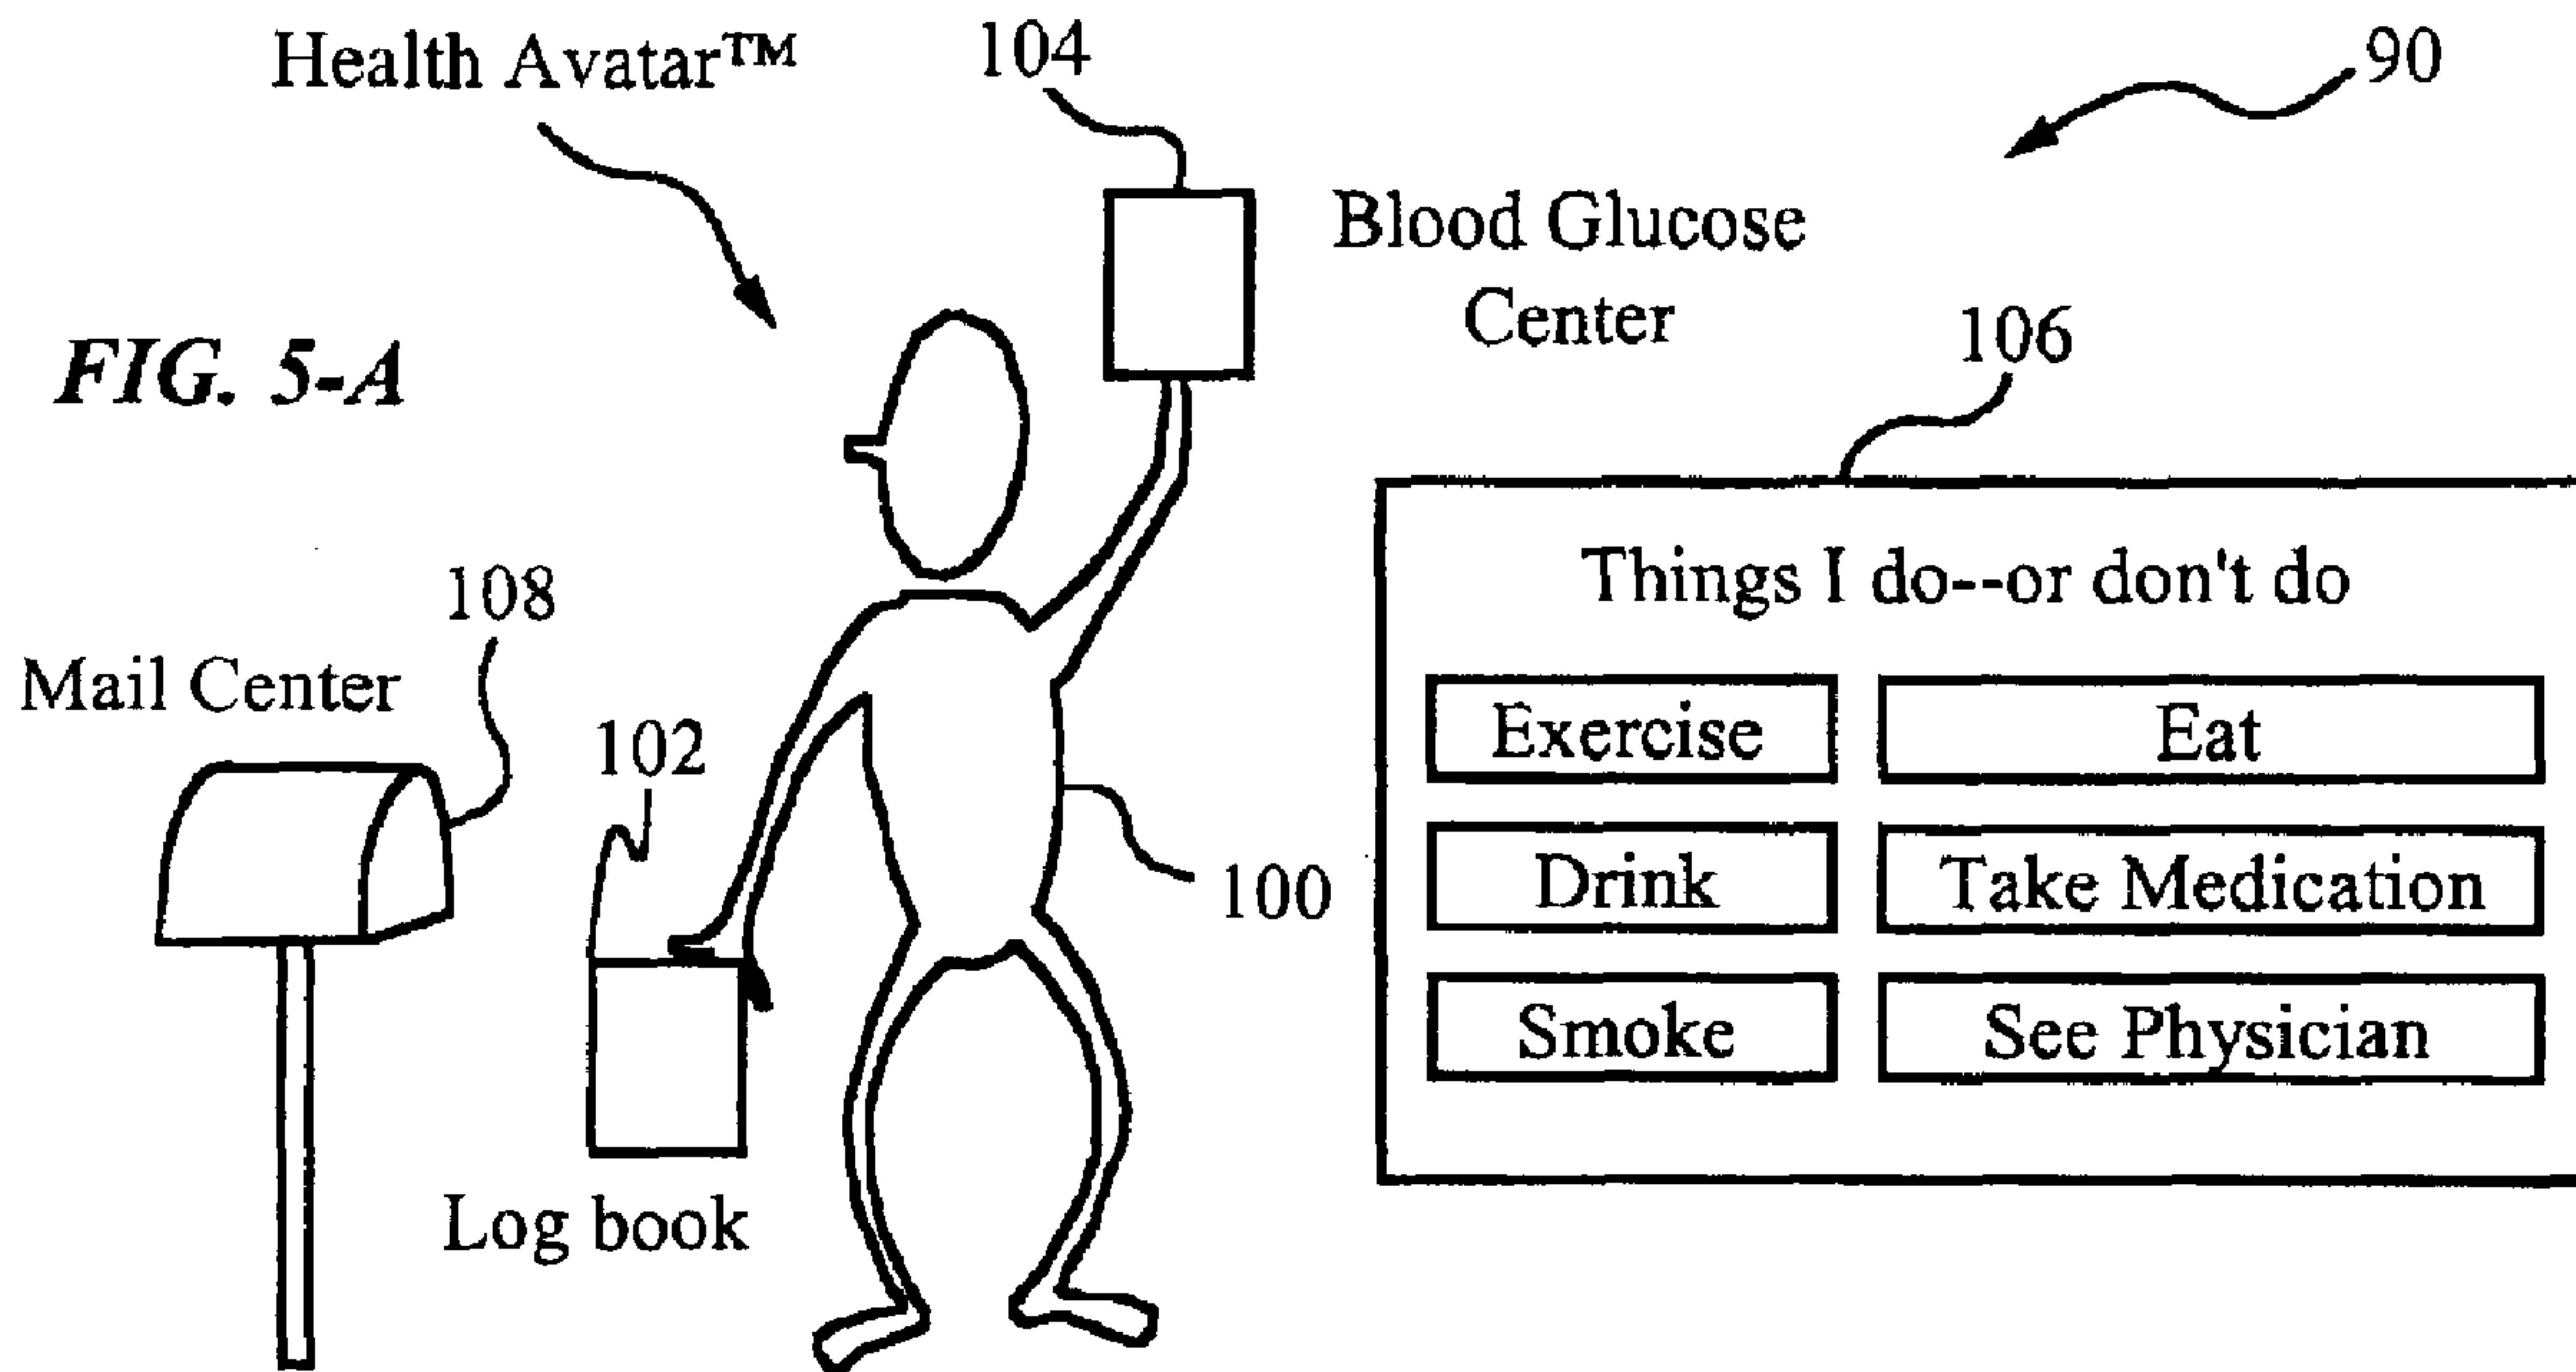 Health Avatar™
104
90
Blood Glucose
Center
FIG. 5-A
106
Things I do--or don't do
108
Mail Center
Exercise
Eat
102
Drink
Take Medication
100
Smoke
See Physician
Log book